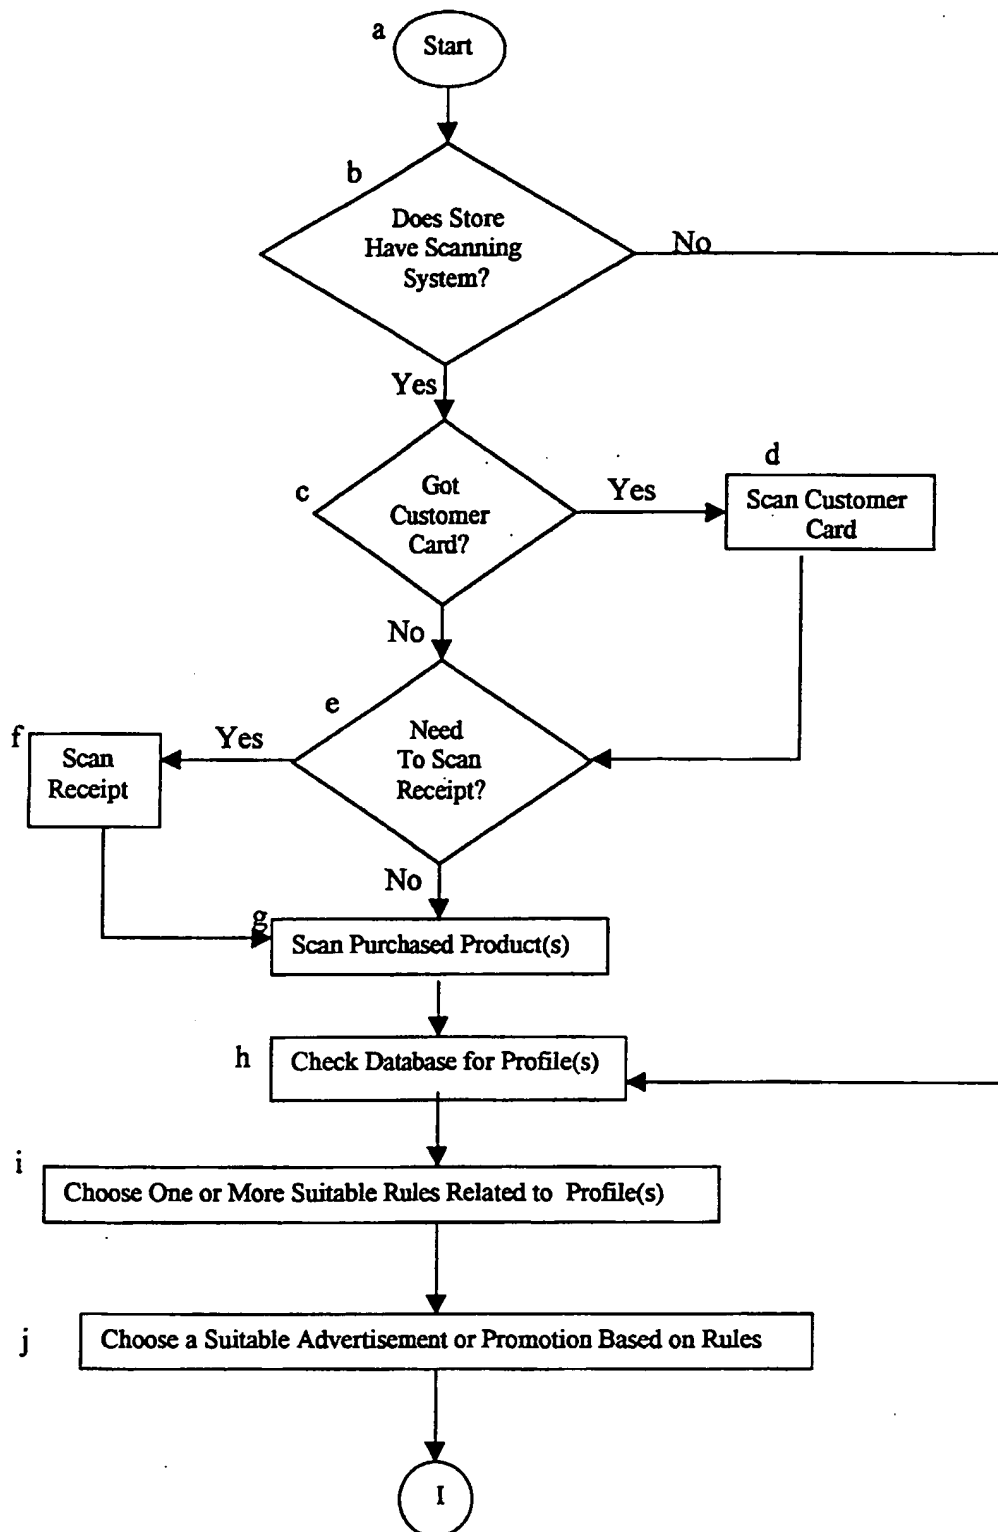 a
Start
b
Does Store
Have Scanning
System?
No
Yes
c
Got
Customer
Card?
Yes
d
Scan Customer
Card
No
e
Need
To Scan
Receipt?
Yes
f
Scan
Receipt
No
g
Scan Purchased Product(s)
h
Check Database for Profile(s)
i
Choose One or More Suitable Rules Related to Profile(s)
j
Choose a Suitable Advertisement or Promotion Based on Rules
I